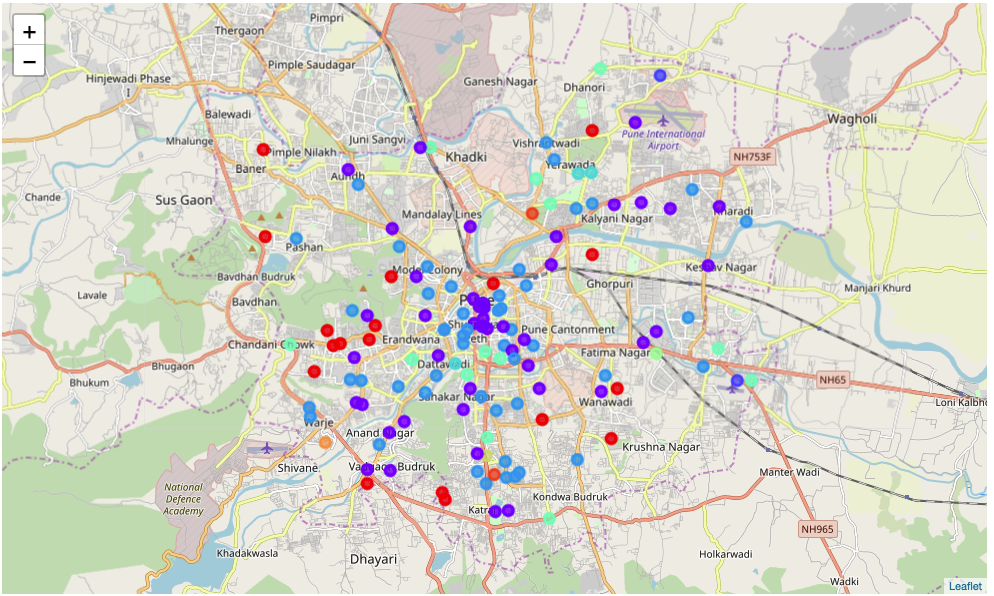 Pimpri
+
Thergaon
−
Pimple Saudagar
Hinjewadi Phase
I
Ganesh Nagar
Dhanori
Balewadi
Wagholi
Mhalunge
Juni Sangvi
Pune International
Airport
Khadki
Pimple Nilakh
NH753F
Baner
Yerawada
Aundh
Chande
Sus Gaon
Mandalay Lines
Kalyani Nagar
Kharadi
Pashan
Model Colony
Keshav Nagar
Bavdhan Budruk
Ghorpuri
Manjari Khurd
Lavale
Bavdhan
Pune
Pune Cantonment
Chandani Chowk
Erandwana
Peth
Fatima Nagar
Bhugaon
Dattawadi
Bhukum
NH65
Sahakar Nagar
Wanawadi
Loni Kalbh
Warje
Anand Nagar
Krushna Nagar
Shivane
Vadgaon Budruk
Manter Wadi
National
Defence
Academy
Kondwa Budruk
Katraj
NH965
Khadakwasla
Dhayari
Holkarwadi
Wadki
Leaflet